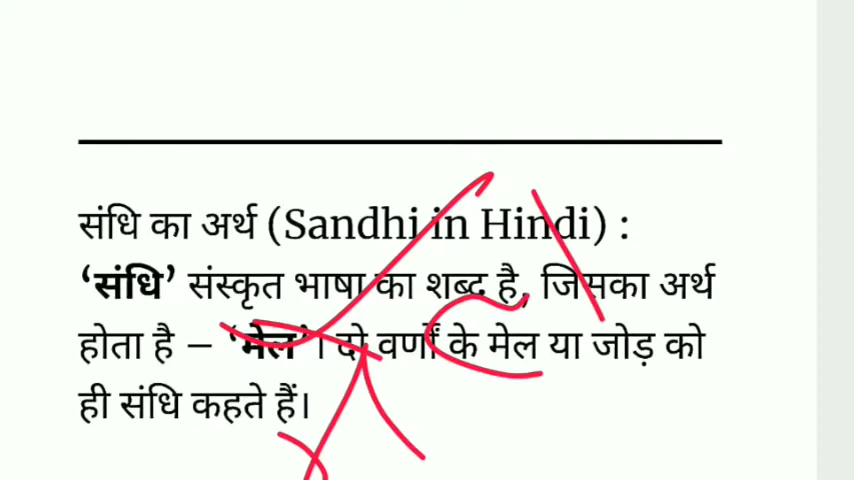 संधि का अर्थ (Sandhi in Hindi) :
‘संधि’ संस्कृत भाषा का शब्द है, जिसका अर्थ
होता है – ‘मेल’। दो वर्णों के मेल या जोड़ को
ही संधि कहते हैं।